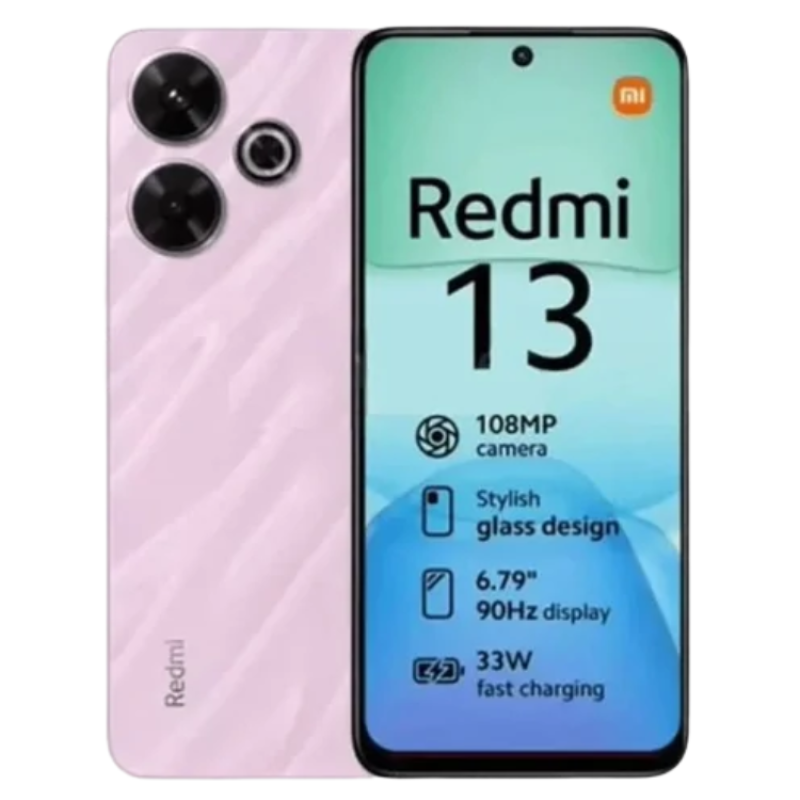 mi
Redmi
13
108MP
camera
Stylish
glass design
6.79"
90Hz display
33W
fast charging
Redmi